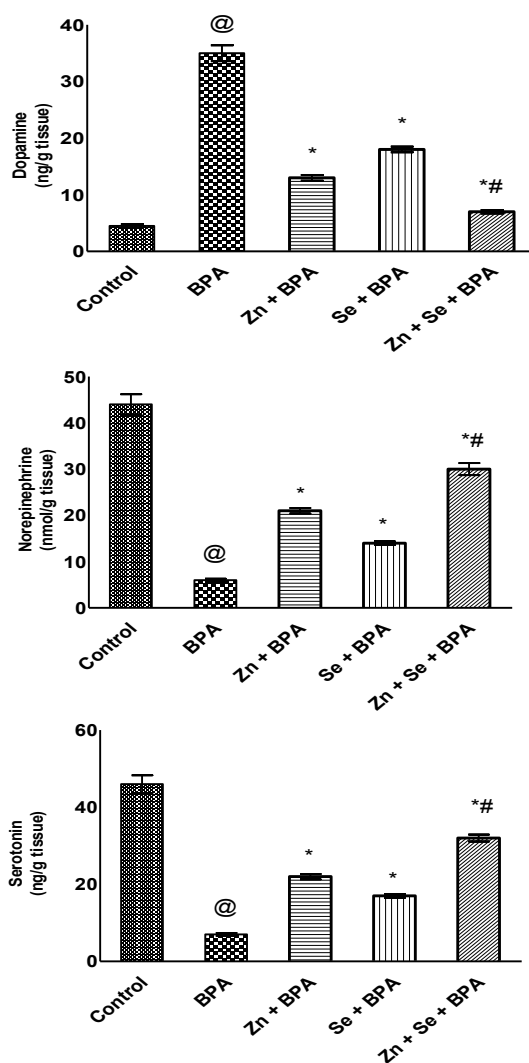 40
30
20
10
0
Dopamine
(ng/g tissue)
@
*
*
*#
Control
BPA
Zn + BPA
Se + BPA
Zn + Se + BPA
50
40
30
20
10
0
Norepinephrine
(nmol/g tissue)
@
*
*
*#
Control
BPA
Zn + BPA
Se + BPA
Zn + Se + BPA
60
40
20
0
Serotonin
(ng/g tissue)
@
*
*
*#
Control
BPA
Zn + BPA
Se + BPA
Zn + Se + BPA